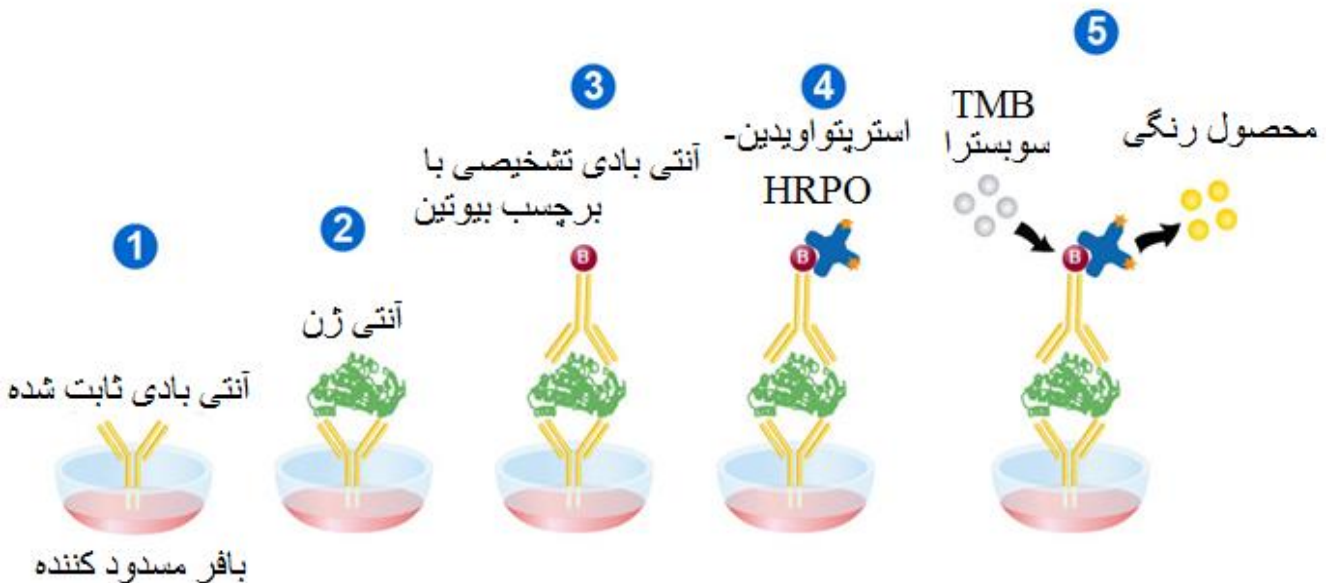 1
آنتی بادی ثابت شده
بافر مسدود کننده
2
آنتی ژن
3
آنتی بادی تشخیصی با
برچسب بیوتین
B
4
استرپتواویدین-
HRPO
B
5
TMB
سوبسترا
محصول رنگی
B